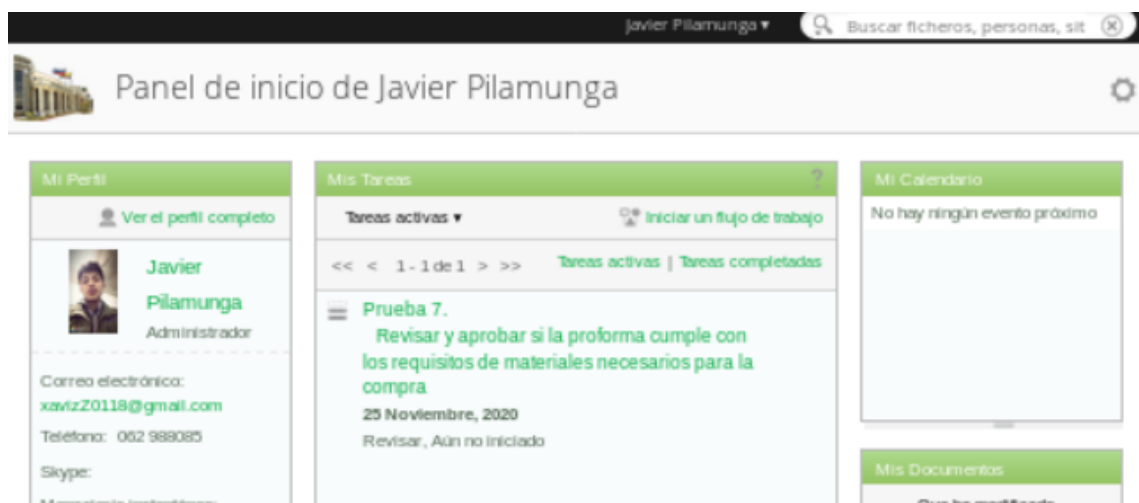 Javier Pilamunga ▾
Buscar ficheros, personas, sit
Panel de inicio de Javier Pilamunga
Mi Perfil
Ver el perfil completo
Javier
Pilamunga
Administrador
Correo electrónico:
xavizZ0118@gmail.com
Teléfono: 062 988085
Skype:
Mis Tareas
?
Tareas activas ▾
Iniciar un flujo de trabajo
<< < 1 - 1 de 1 > >>
Tareas activas | Tareas completadas
Prueba 7.
Revisar y aprobar si la proforma cumple con
los requisitos de materiales necesarios para la
compra
25 Noviembre, 2020
Revisar, Aún no iniciado
Mi Calendario
No hay ningún evento próximo
Mis Documentos